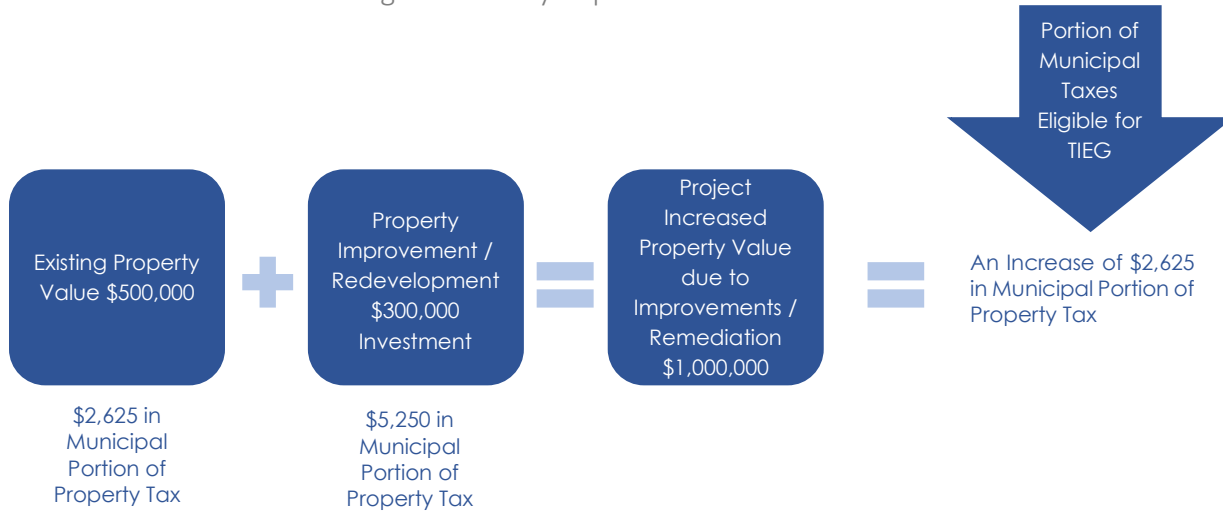 Portion of
Municipal
Taxes
Eligible for
TIEG
Existing Property
Value $500,000
Property
Improvement /
Redevelopment
$300,000
Investment
Project
Increased
Property Value
due to
Improvements /
Remediation
$1,000,000
An Increase of $2,625
in Municipal Portion of
Property Tax
$2,625 in
Municipal
Portion of
Property Tax
$5,250 in
Municipal
Portion of
Property Tax